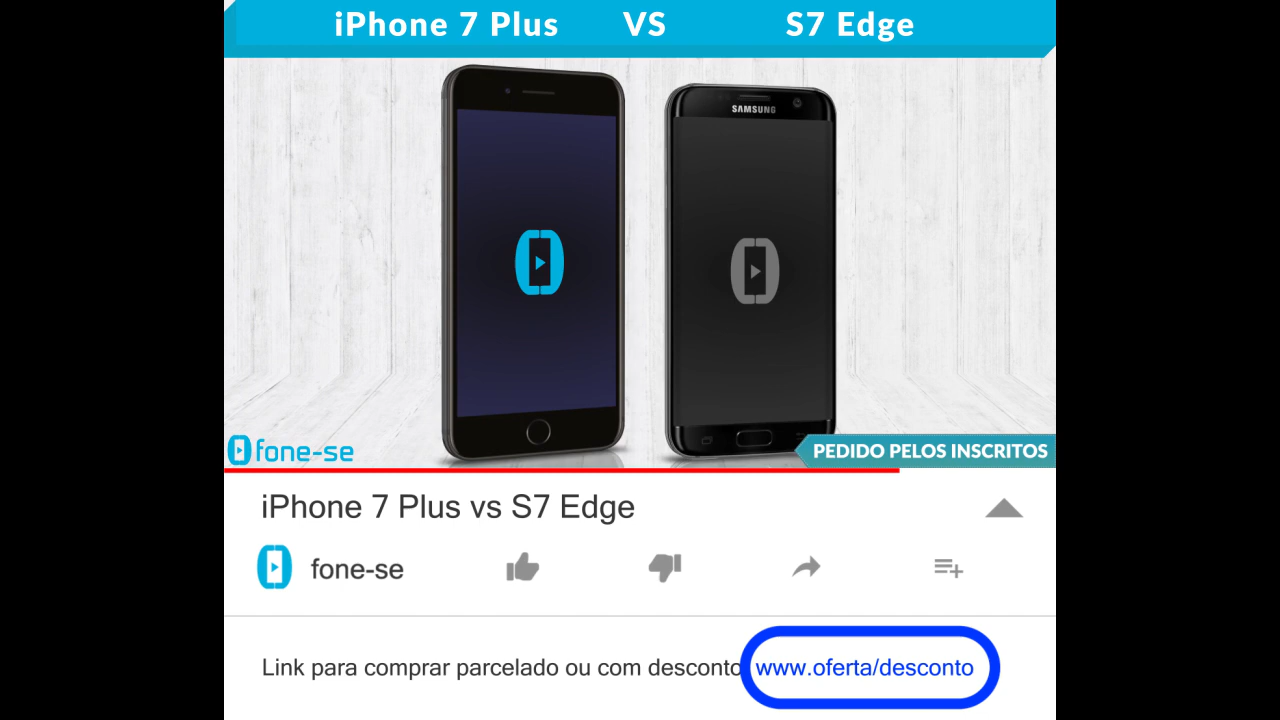 iPhone 7 Plus VS S7 Edge
SAMSUNG
fone-se
PEDIDO PELOS INSCRITOS
iPhone 7 Plus vs S7 Edge
fone-se
Link para comprar parcelado ou com desconto www.oferta/desconto